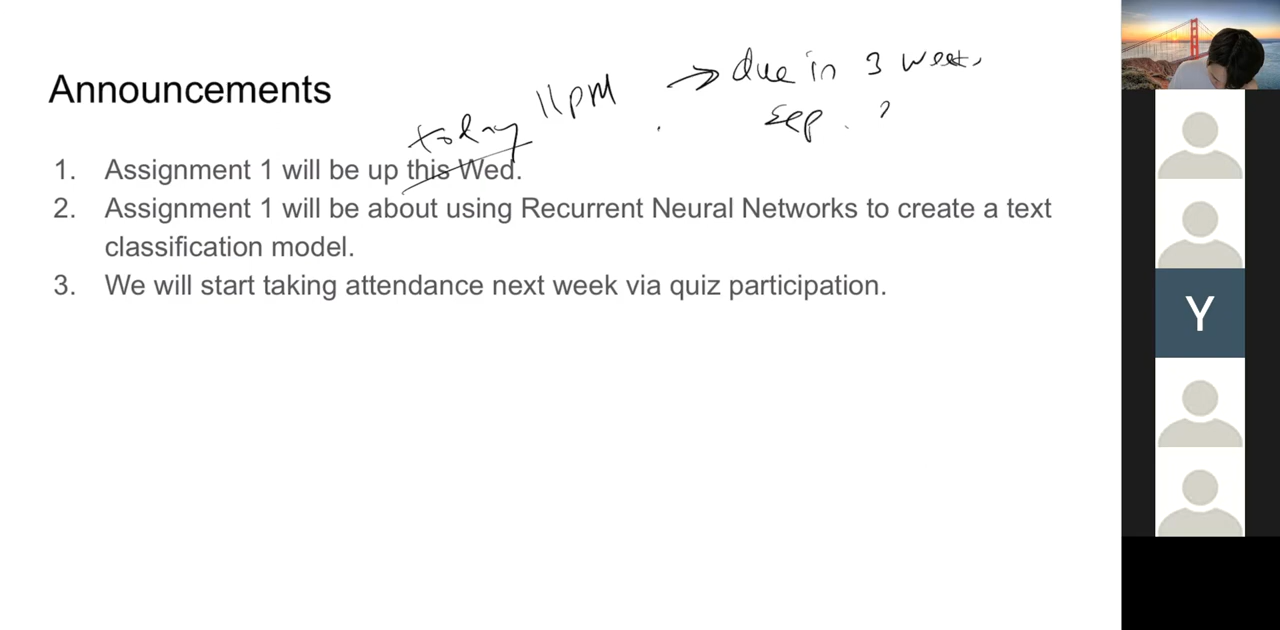 Announcements
today 11pm → due in 3 weeks
Sep. 2
1. Assignment 1 will be up this Wed.
2. Assignment 1 will be about using Recurrent Neural Networks to create a text
classification model.
3. We will start taking attendance next week via quiz participation.
Y